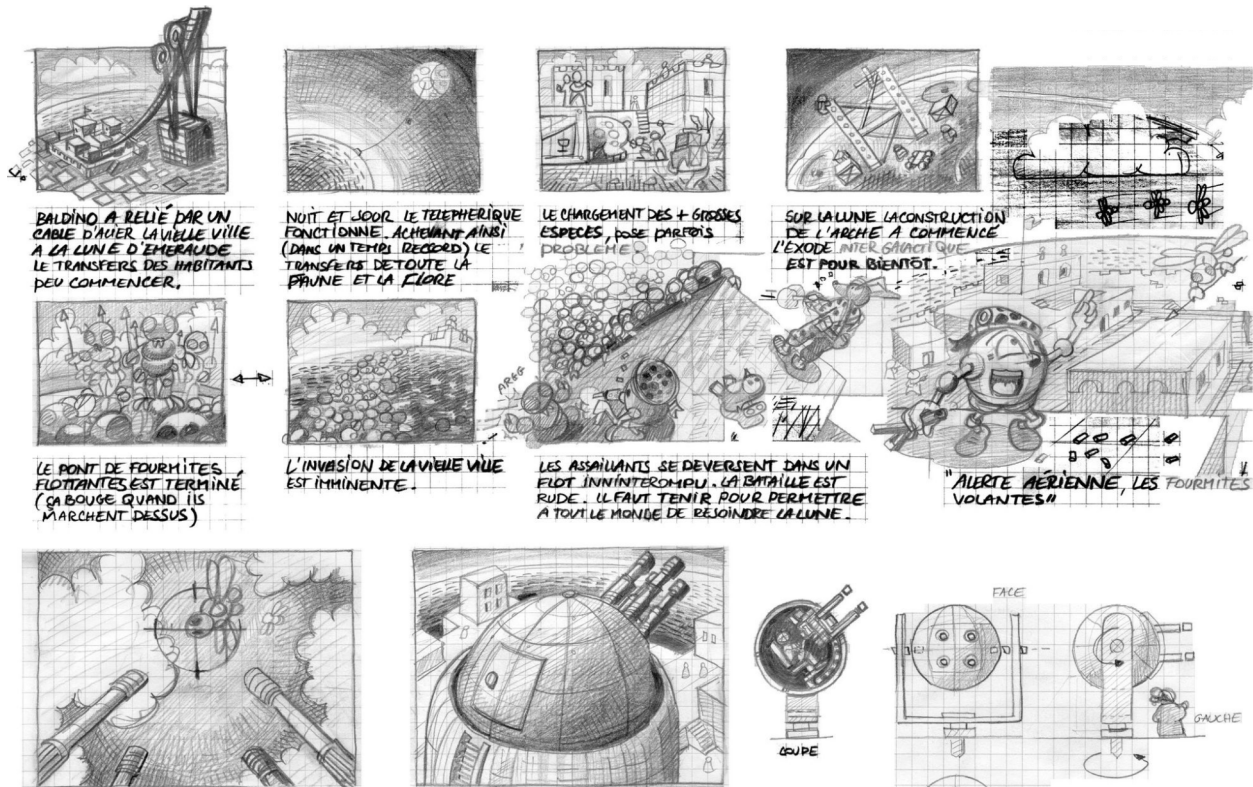 BALDINO A RELIÉ PAR UN
CABLE D'ACIER LA VIELLE VILLE
A LA LUNE D'EMERAUDE
LE TRANSFERS DES HABITANTS
PEU COMMENCER.
NUIT ET JOUR LE TELEPHERIQUE
FONCTIONNE. ACHEVANT AINSI
(DANS UN TEMPS RECCORD) LE
TRANSFERS DE TOUTE LA
FAUNE ET LA FLORE
LE CHARGEMENT DES + GROSSES
ESPECES, POSE PARFOIS
PROBLEME
SUR LA LUNE LA CONSTRUCTION
DE L'ARCHE A COMMENCÉ
L'EXODE INTER GALACTIQUE
EST POUR BIENTÔT.
LE PONT DE FOURMITES
FLOTTANTES EST TERMINÉ
(ÇA BOUGE QUAND ILS
MARCHENT DESSUS)
L'INVASION DE LA VIELLE VILLE
EST IMMINENTE.
ARGG
LES ASSAILLANTS SE DEVERSENT DANS UN
FLOT INNINTEROMPU. LA BATAILLE EST
RUDE. IL FAUT TENIR POUR PERMETTRE
A TOUT LE MONDE DE REJOINDRE LA LUNE.
"ALERTE AÉRIENNE, LES FOURMITES
VOLANTES"
COUPE
FACE
GAUCHE